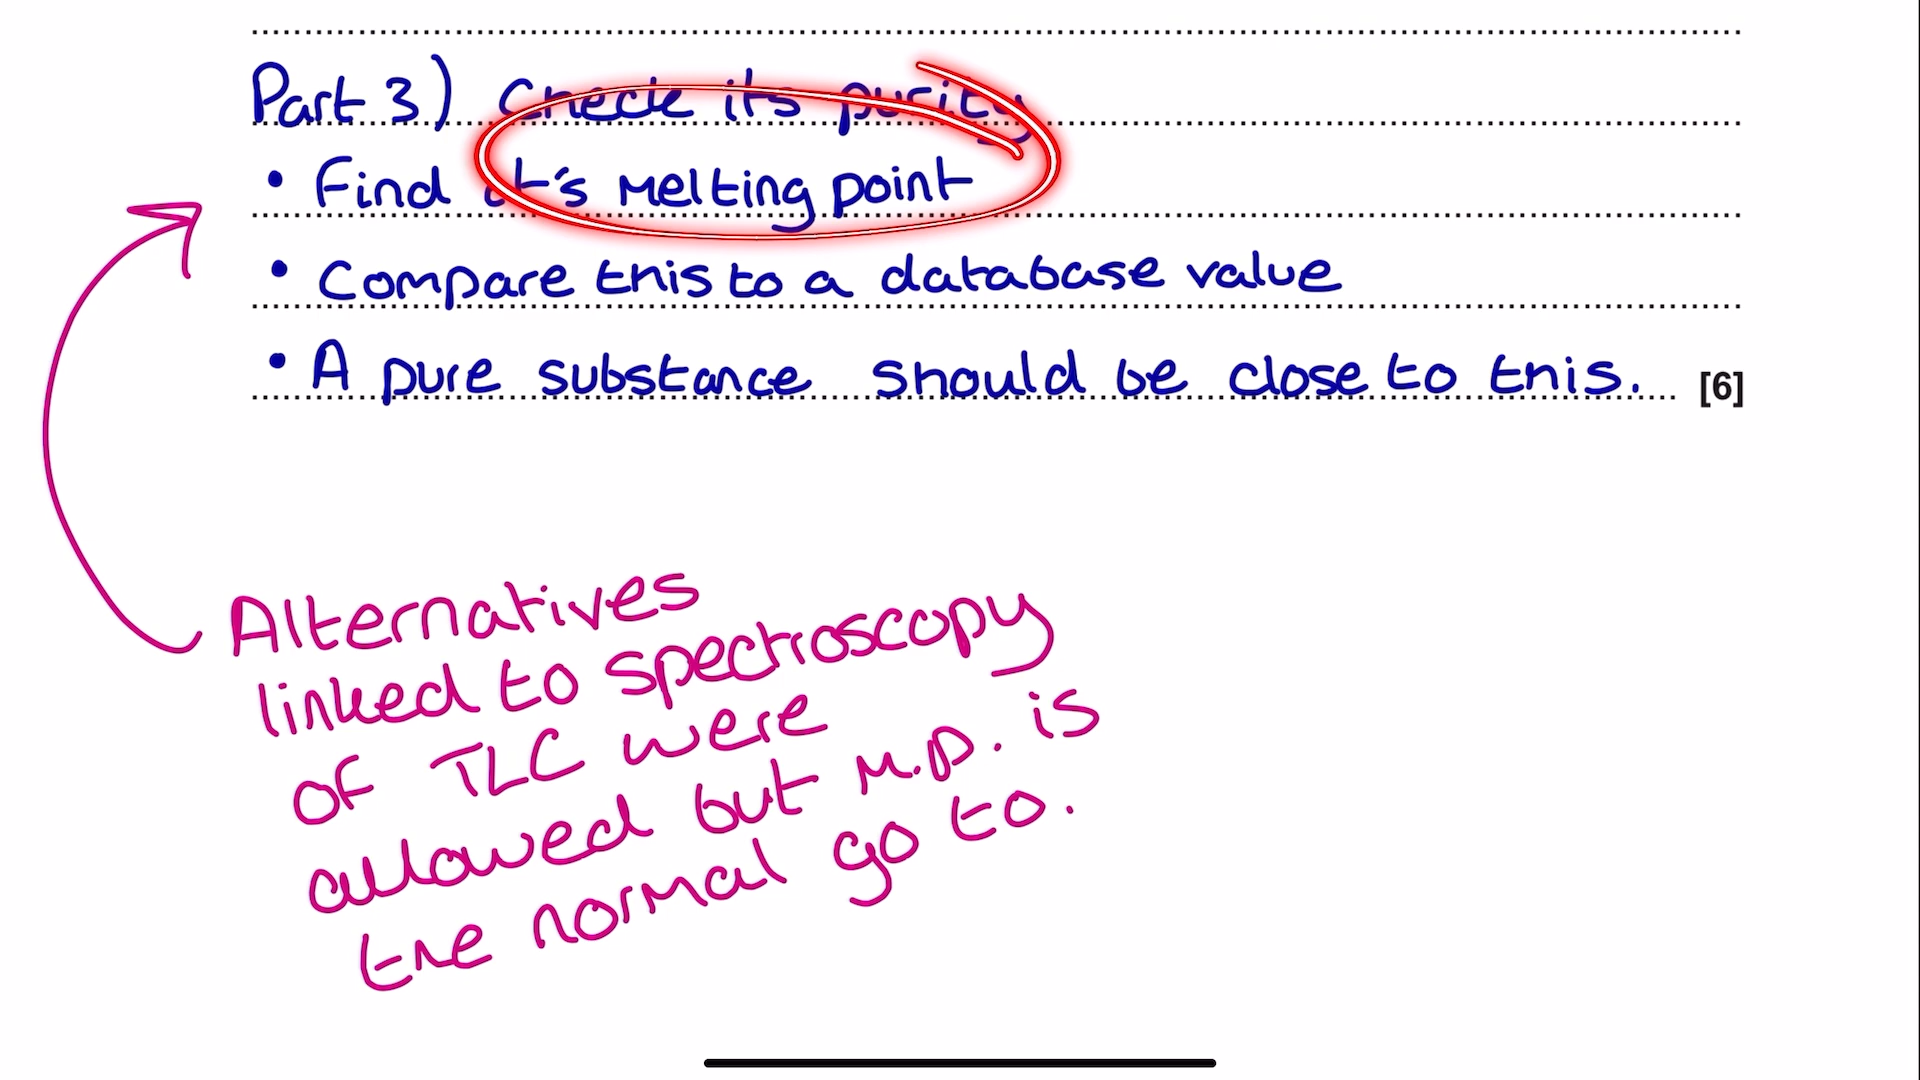 Part 3) Check its purity
• Find it's melting point
• Compare this to a database value
• A pure substance should be close to this. [6]
Alternatives
linked to spectroscopy
of TLC were
allowed but M.P. is
the normal go to.